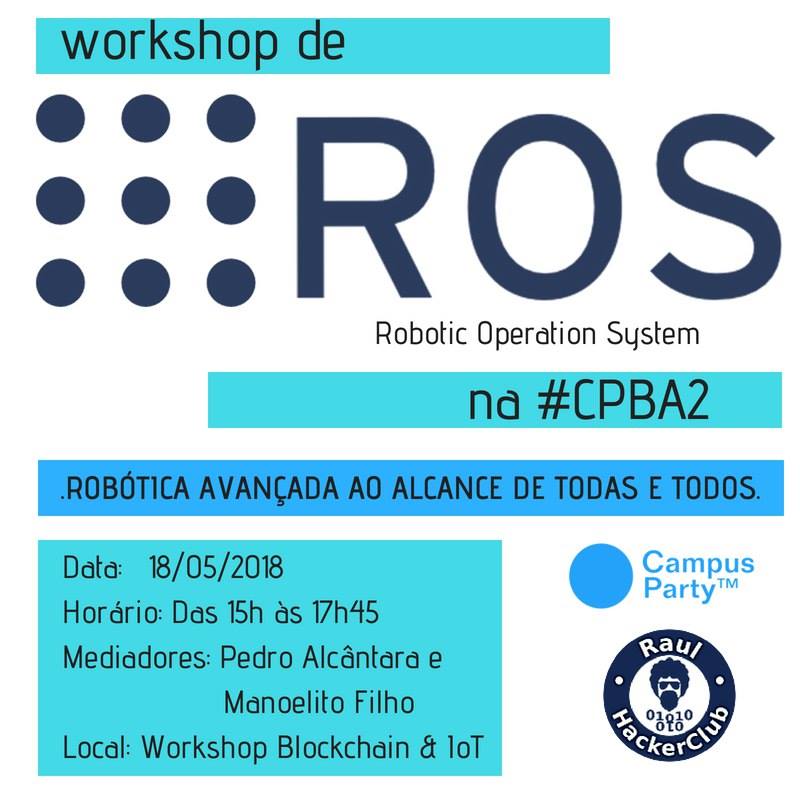 workshop de
ROS
Robotic Operation System
na #CPBA2
.ROBÓTICA AVANÇADA AO ALCANCE DE TODAS E TODOS.
Data: 18/05/2018
Horário: Das 15h às 17h45
Mediadores: Pedro Alcântara e
Manoelito Filho
Local: Workshop Blockchain & IoT
Campus
Party™
Raul
01010
010
HackerClub